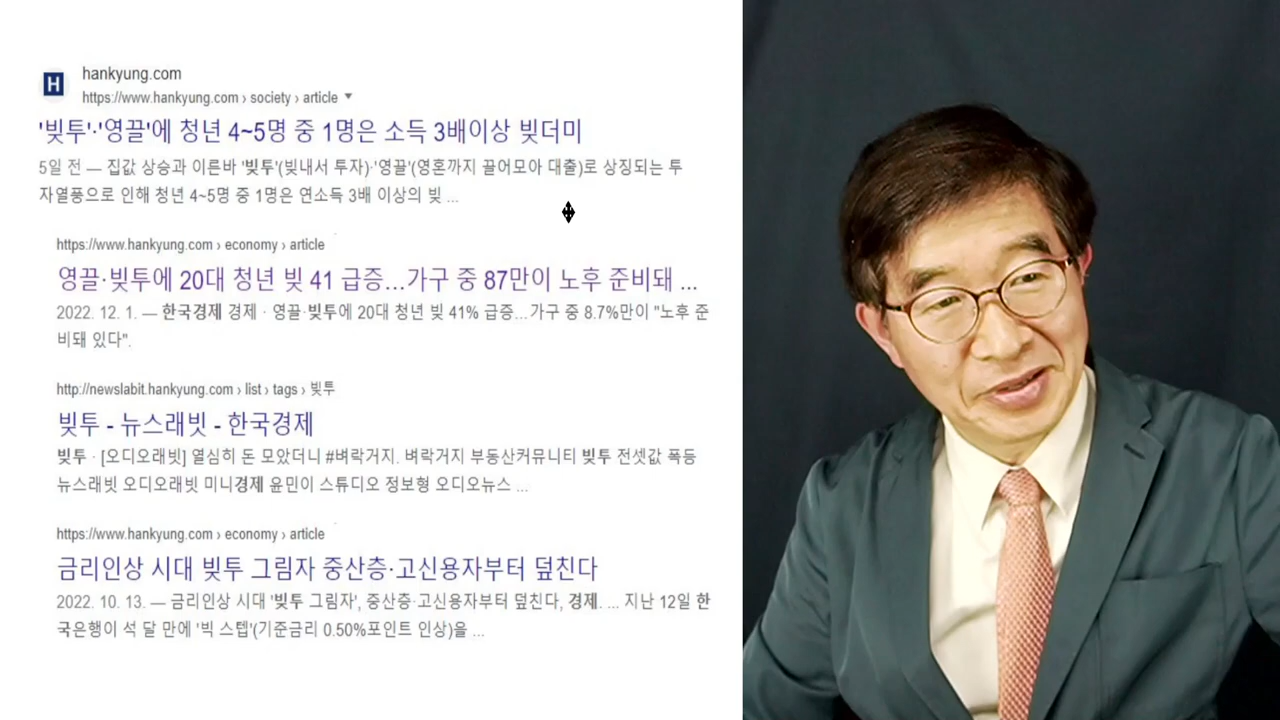 H
hankyung.com
https://www.hankyung.com › society › article
'빚투'·'영끌'에 청년 4~5명 중 1명은 소득 3배이상 빚더미
5일 전 — 집값 상승과 이른바 '빚투'(빚내서 투자)·'영끌'(영혼까지 끌어모아 대출)로 상징되는 투
자열풍으로 인해 청년 4~5명 중 1명은 연소득 3배 이상의 빚 ...
https://www.hankyung.com › economy › article
영끌·빚투에 20대 청년 빚 41 급증...가구 중 87만이 노후 준비돼 ...
2022. 12. 1. — 한국경제 경제 · 영끌·빚투에 20대 청년 빚 41% 급증...가구 중 8.7%만이 "노후 준
비돼 있다".
http://newslabit.hankyung.com › list › tags › 빚투
빚투 - 뉴스래빗 - 한국경제
빚투 · [오디오래빗] 열심히 돈 모았더니 #벼락거지. 벼락거지 부동산커뮤니티 빚투 전셋값 폭등
뉴스래빗 오디오래빗 미니경제 윤민이 스튜디오 정보형 오디오뉴스 ...
https://www.hankyung.com › economy › article
금리인상 시대 빚투 그림자 중산층·고신용자부터 덮친다
2022. 10. 13. — 금리인상 시대 '빚투 그림자', 중산층·고신용자부터 덮친다, 경제. ... 지난 12일 한
국은행이 석 달 만에 '빅 스텝'(기준금리 0.50%포인트 인상)을 ...